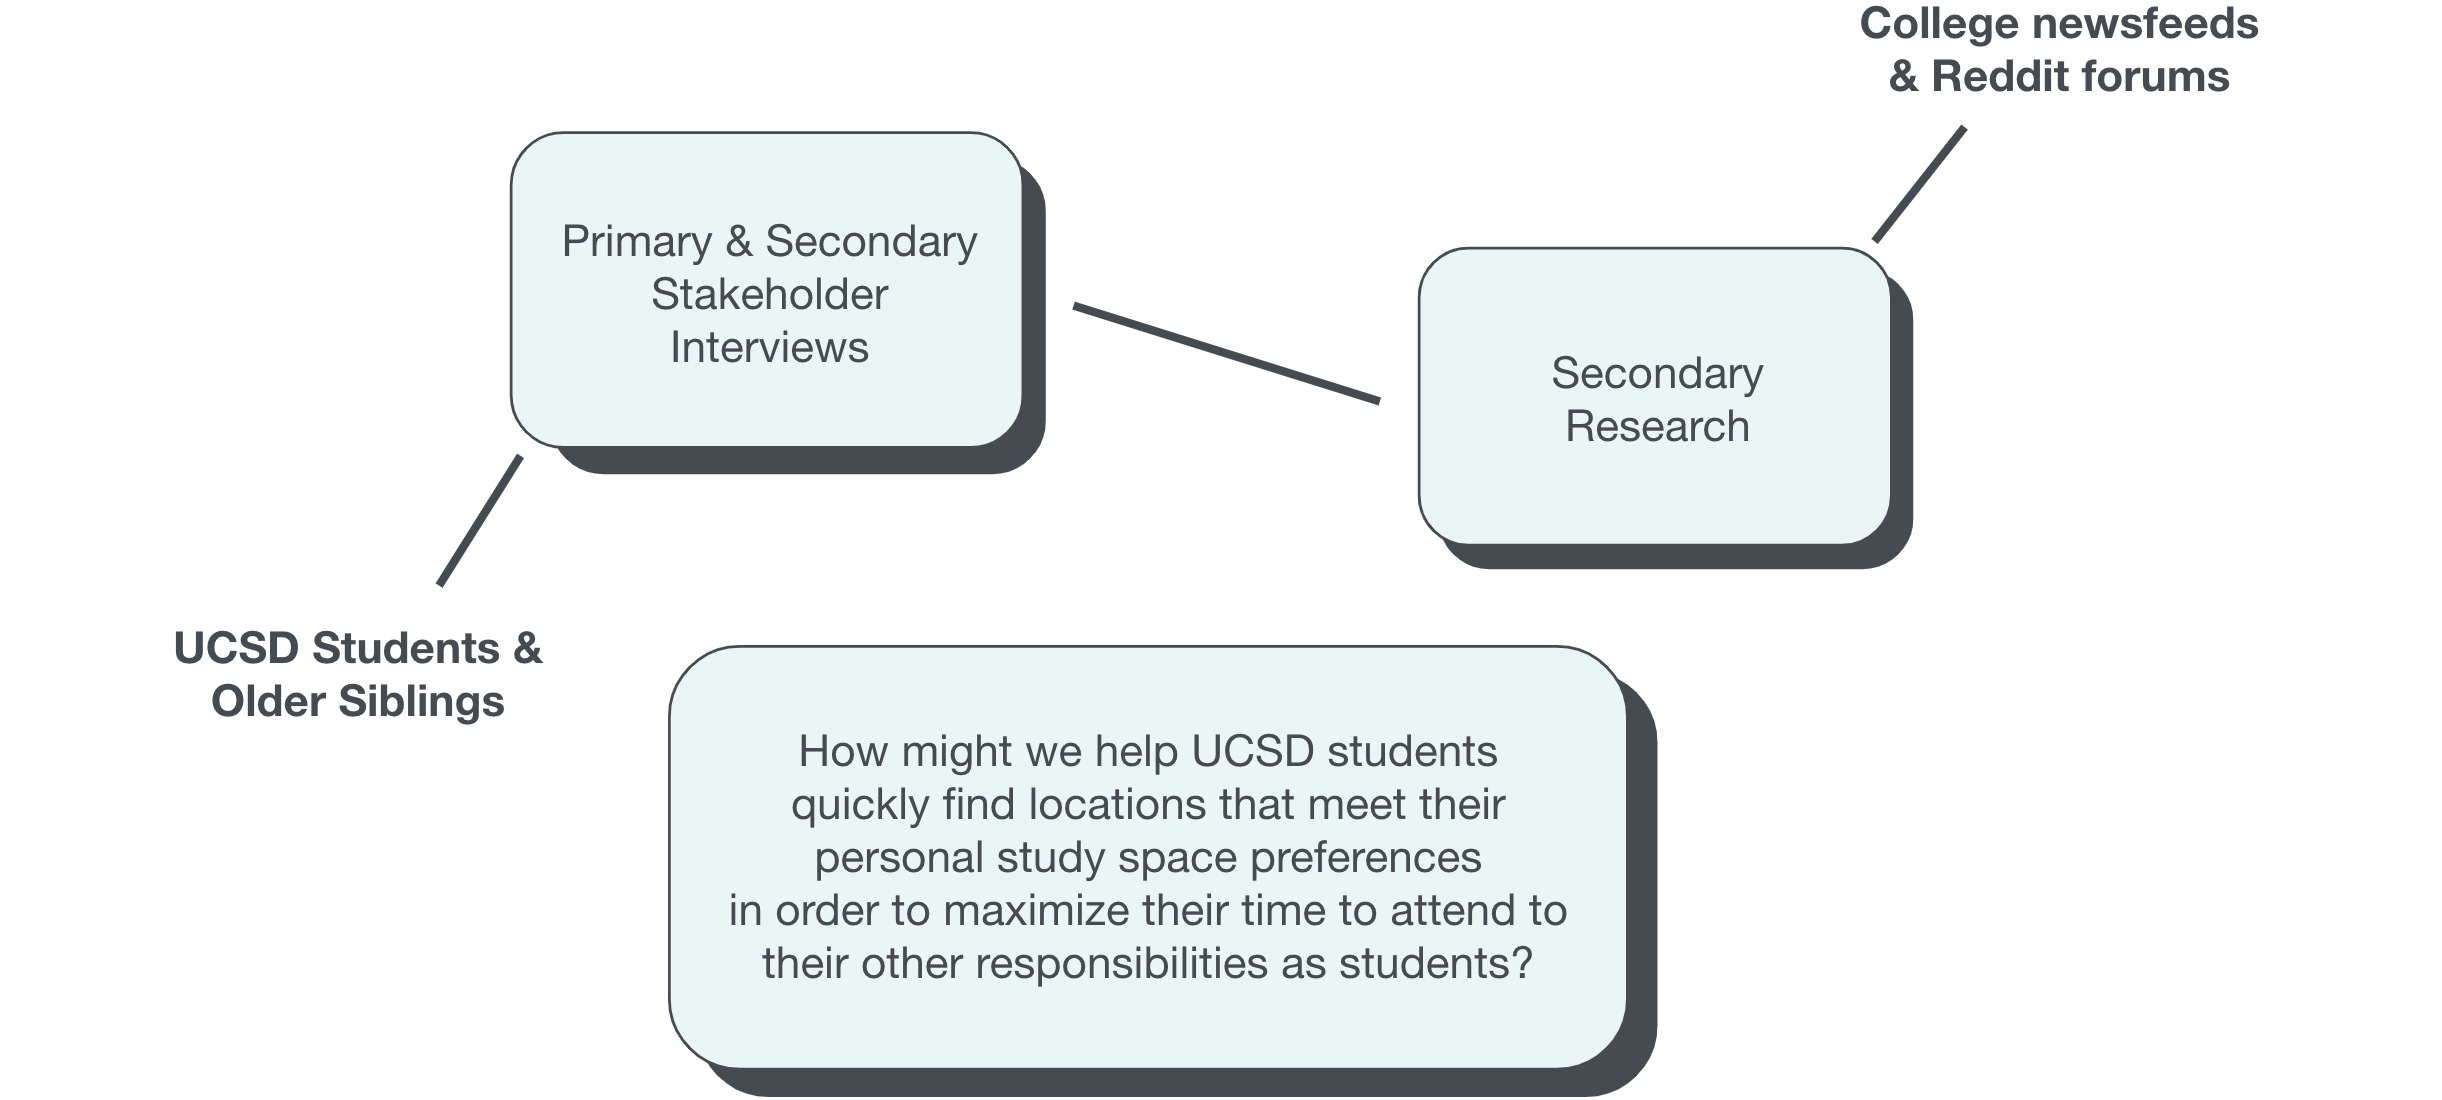 College newsfeeds
& Reddit forums
Primary & Secondary
Stakeholder
Interviews
Secondary
Research
UCSD Students &
Older Siblings
How might we help UCSD students
quickly find locations that meet their
personal study space preferences
in order to maximize their time to attend to
their other responsibilities as students?